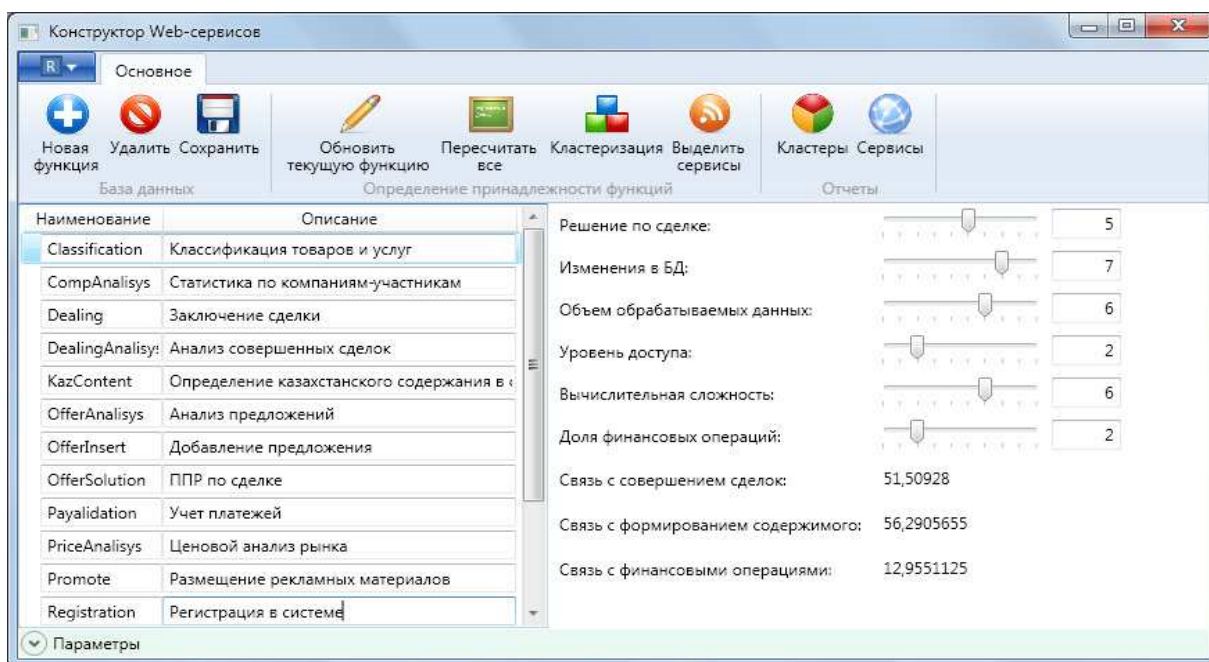 Конструктор Web-сервисов
R
Основное
Новая функция
Удалить
Сохранить
База данных
Обновить текущую функцию
Пересчитать все
Кластеризация
Выделить сервисы
Определение принадлежности функций
Кластеры
Сервисы
Отчеты
Наименование Описание
Classification Классификация товаров и услуг
CompAnalisys Статистика по компаниям-участникам
Dealing Заключение сделки
DealingAnalisy Анализ совершенных сделок
KazContent Определение казахстанского содержания в
OfferAnalisys Анализ предложений
OfferInsert Добавление предложения
OfferSolution ППР по сделке
Payalidation Учет платежей
PriceAnalisys Ценовой анализ рынка
Promote Размещение рекламных материалов
Registration Регистрация в системе
Решение по сделке: 5
Изменения в БД: 7
Объем обрабатываемых данных: 6
Уровень доступа: 2
Вычислительная сложность: 6
Доля финансовых операций: 2
Связь с совершением сделок: 51,50928
Связь с формированием содержимого: 56,2905655
Связь с финансовыми операциями: 12,9551125
Параметры